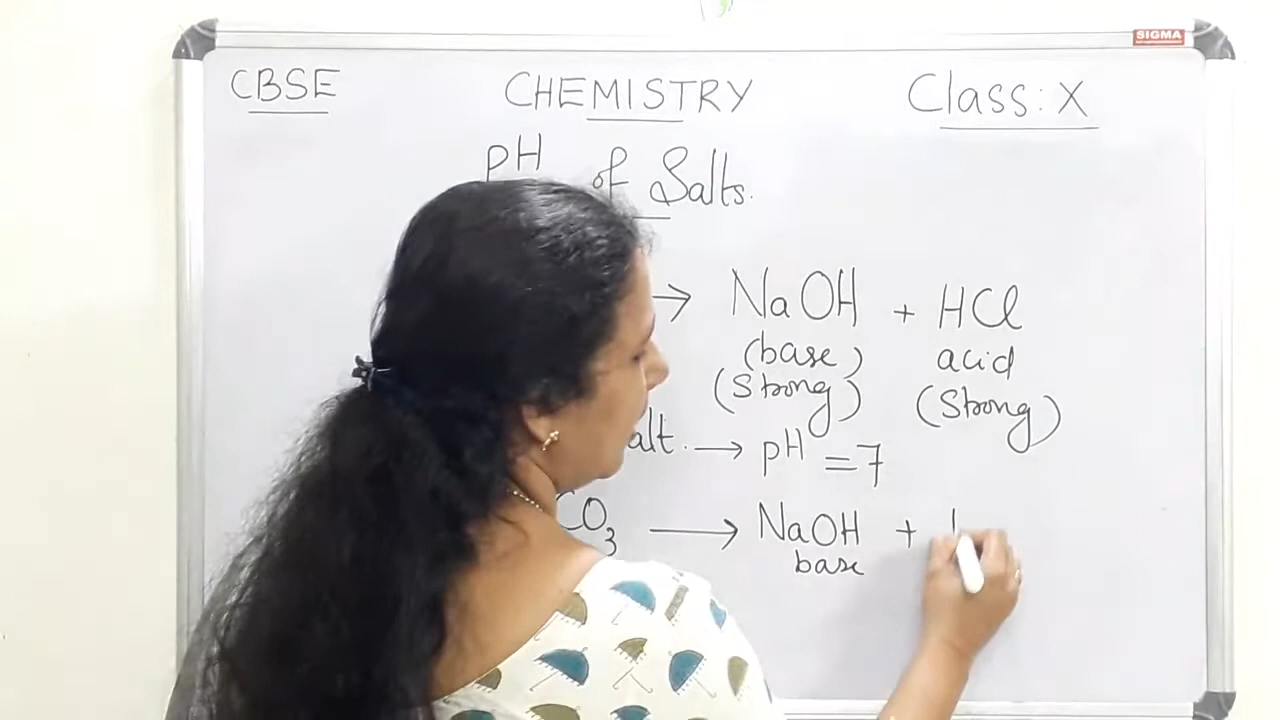 SIGMA
CBSE CHEMISTRY Class: X
pH of Salts.
→ NaOH + HCl
(base) acid
(Strong) (Strong)
alt. → pH = 7
CO₃ → NaOH +
base